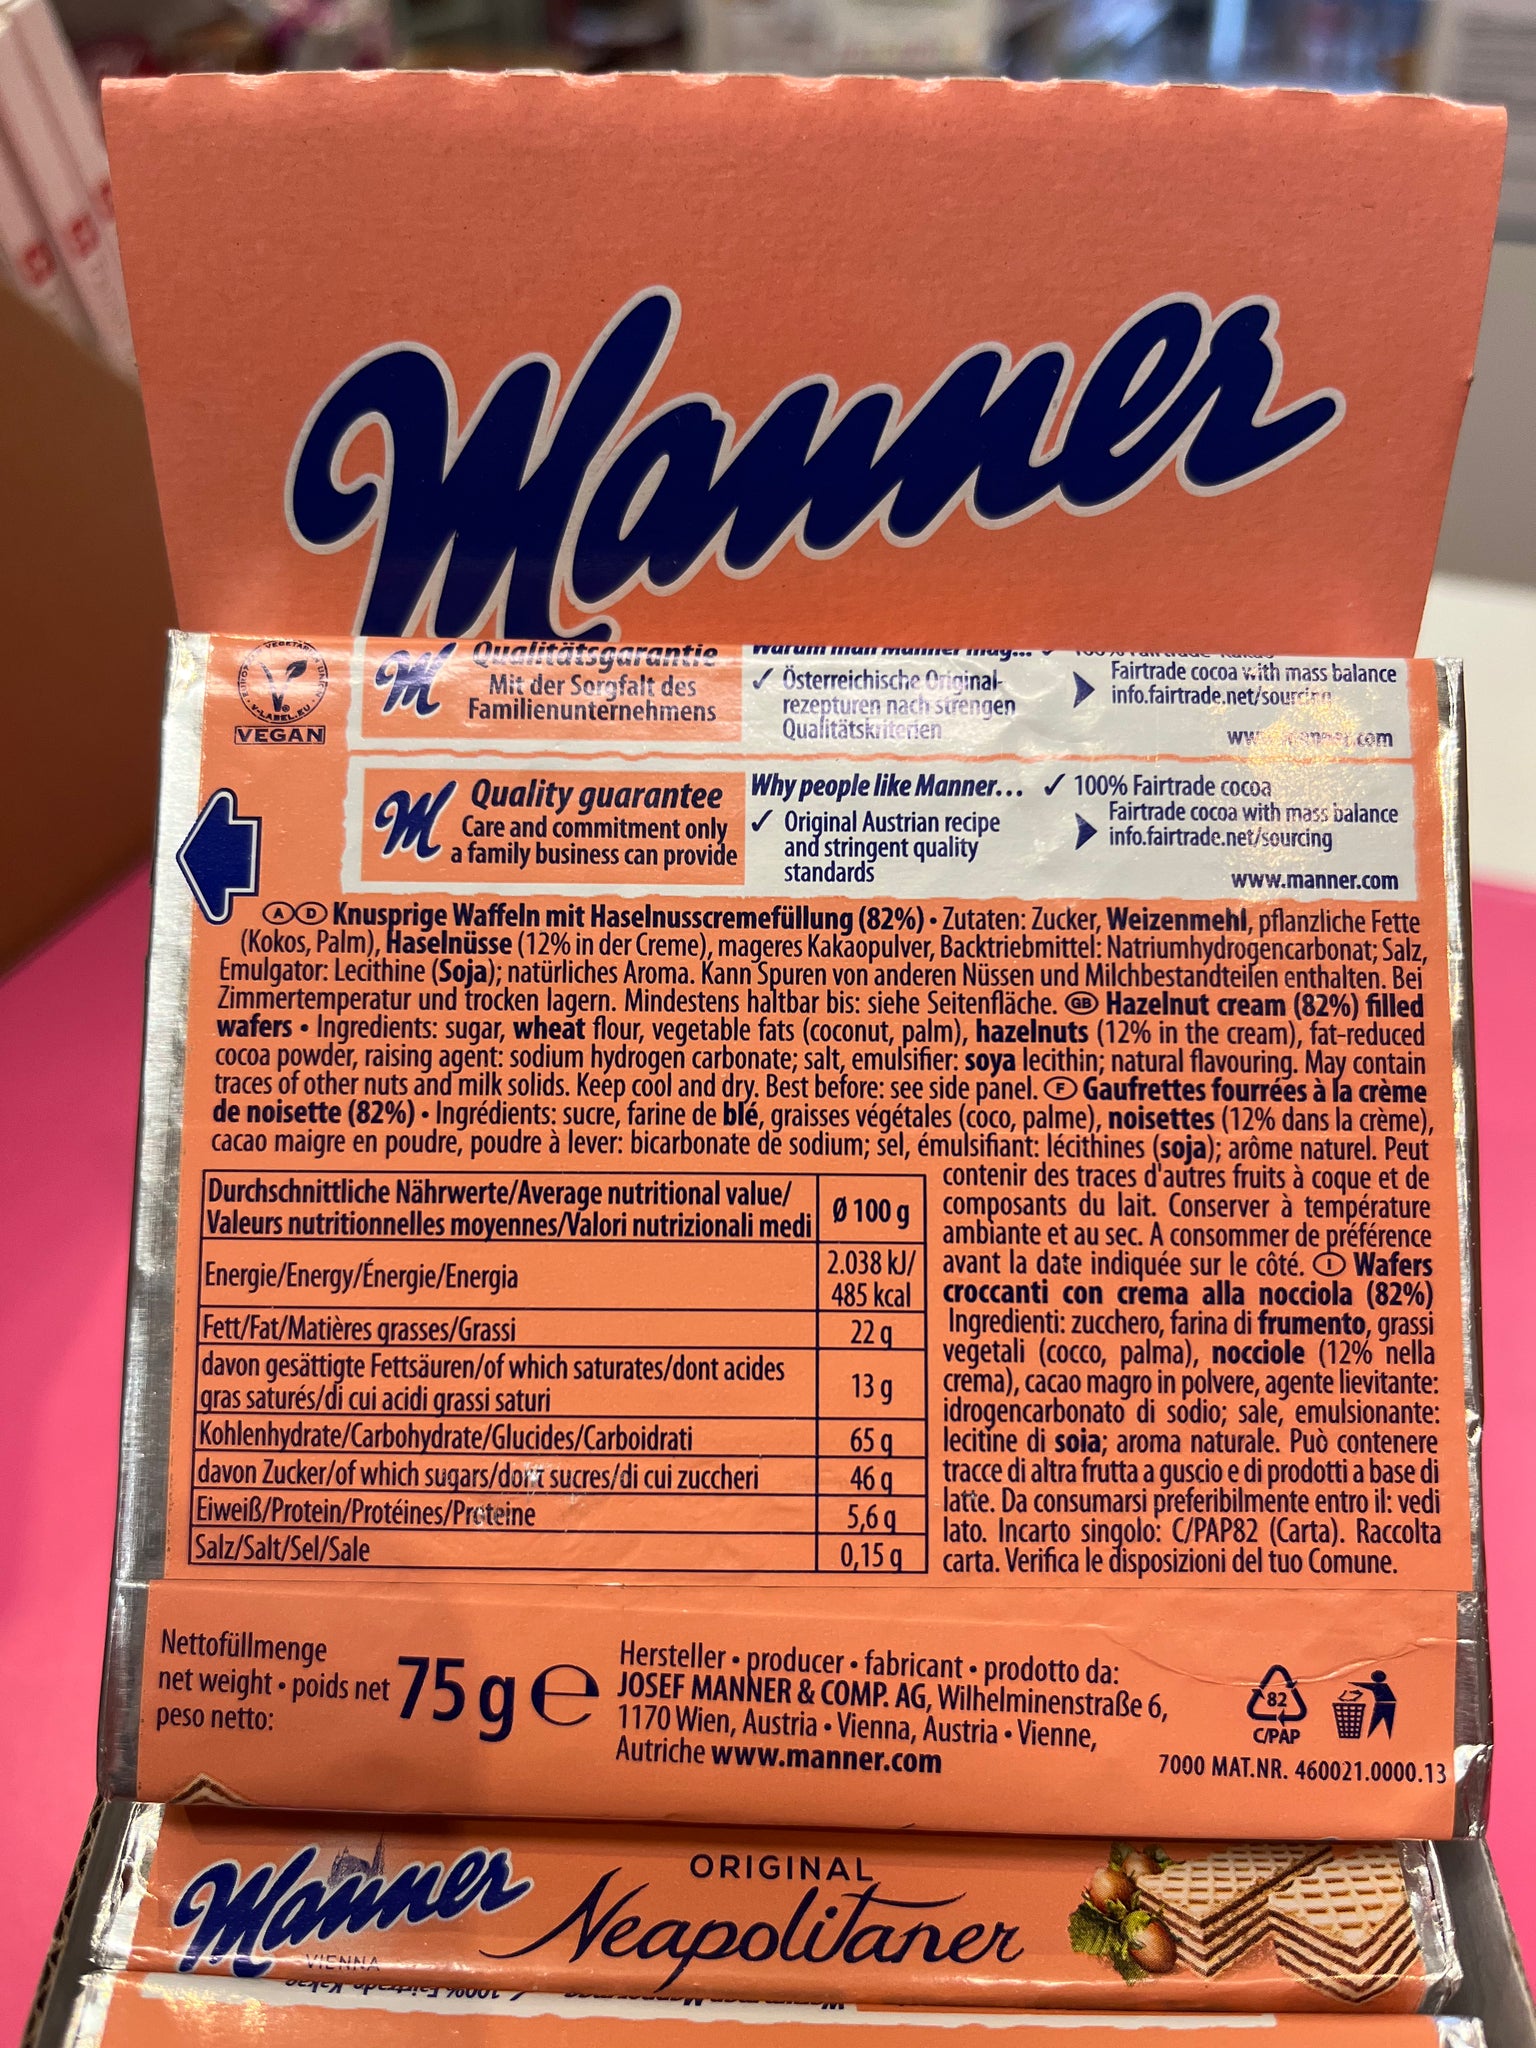 Manner
V-LABEL.EU
VEGAN
Qualitätsgarantie
Mit der Sorgfalt des
Familienunternehmens
Warum man Manner mag...
✓ Österreichische Original-
rezepturen nach strengen
Qualitätskriterien
Fairtrade cocoa with mass balance
info.fairtrade.net/sourcing
Quality guarantee
Care and commitment only
a family business can provide
Why people like Manner...
✓ Original Austrian recipe
and stringent quality
standards
✓ 100% Fairtrade cocoa
Fairtrade cocoa with mass balance
info.fairtrade.net/sourcing
www.manner.com
Ⓐ Ⓓ Knusprige Waffeln mit Haselnusscremefüllung (82%) • Zutaten: Zucker, Weizenmehl, pflanzliche Fette
(Kokos, Palm), Haselnüsse (12% in der Creme), mageres Kakaopulver, Backtriebmittel: Natriumhydrogencarbonat; Salz,
Emulgator: Lecithine (Soja); natürliches Aroma. Kann Spuren von anderen Nüssen und Milchbestandteilen enthalten. Bei
Zimmertemperatur und trocken lagern. Mindestens haltbar bis: siehe Seitenfläche. GB Hazelnut cream (82%) filled
wafers • Ingredients: sugar, wheat flour, vegetable fats (coconut, palm), hazelnuts (12% in the cream), fat-reduced
cocoa powder, raising agent: sodium hydrogen carbonate; salt, emulsifier: soya lecithin; natural flavouring. May contain
traces of other nuts and milk solids. Keep cool and dry. Best before: see side panel. Ⓕ Gaufrettes fourrées à la crème
de noisette (82%) • Ingrédients: sucre, farine de blé, graisses végétales (coco, palme), noisettes (12% dans la crème),
cacao maigre en poudre, poudre à lever: bicarbonate de sodium; sel, émulsifiant: lécithines (soja); arôme naturel. Peut
contenir des traces d'autres fruits à coque et de
composants du lait. Conserver à température
ambiante et au sec. A consommer de préférence
avant la date indiquée sur le côté. Ⓘ Wafers
croccanti con crema alla nocciola (82%)
Ingredienti: zucchero, farina di frumento, grassi
vegetali (cocco, palma), nocciole (12% nella
crema), cacao magro in polvere, agente lievitante:
idrogencarbonato di sodio; sale, emulsionante:
lecitine di soia; aroma naturale. Può contenere
tracce di altra frutta a guscio e di prodotti a base di
latte. Da consumarsi preferibilmente entro il: vedi
lato. Incarto singolo: C/PAP82 (Carta). Raccolta
carta. Verifica le disposizioni del tuo Comune.
Durchschnittliche Nährwerte/Average nutritional value/
Valeurs nutritionnelles moyennes/Valori nutrizionali medi
Ø 100 g
Energie/Energy/Énergie/Energia
2.038 kJ/
485 kcal
Fett/Fat/Matières grasses/Grassi 22 g
davon gesättigte Fettsäuren/of which saturates/dont acides
gras saturés/di cui acidi grassi saturi
13 g
Kohlenhydrate/Carbohydrate/Glucides/Carboidrati 65 g
davon Zucker/of which sugars/dont sucres/di cui zuccheri 46 g
Eiweiß/Protein/Protéines/Proteine 5,6 g
Salz/Salt/Sel/Sale 0,15 g
Nettofüllmenge
net weight • poids net
peso netto:
75 g e
Hersteller • producer • fabricant • prodotto da:
JOSEF MANNER & COMP. AG, Wilhelminenstraße 6,
1170 Wien, Austria • Vienna, Austria • Vienne,
Autriche www.manner.com
82
C/PAP
7000 MAT.NR. 460021.0000.13
Manner
VIENNA
ORIGINAL
Neapolitaner
100% Fairtrade Kakao